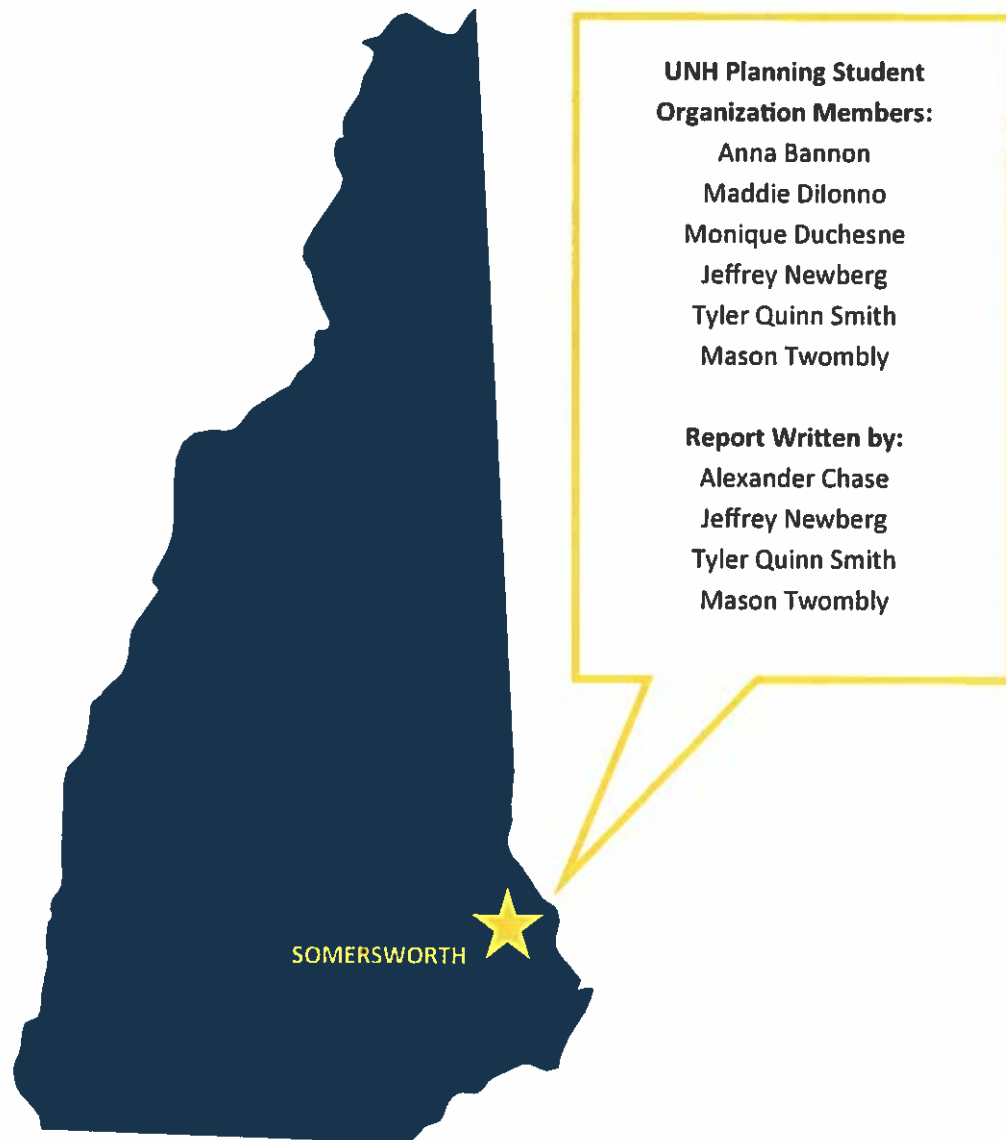 UNH Planning Student
Organization Members:
Anna Bannon
Maddie DiIonno
Monique Duchesne
Jeffrey Newberg
Tyler Quinn Smith
Mason Twombly
Report Written by:
Alexander Chase
Jeffrey Newberg
Tyler Quinn Smith
Mason Twombly
SOMERSWORTH